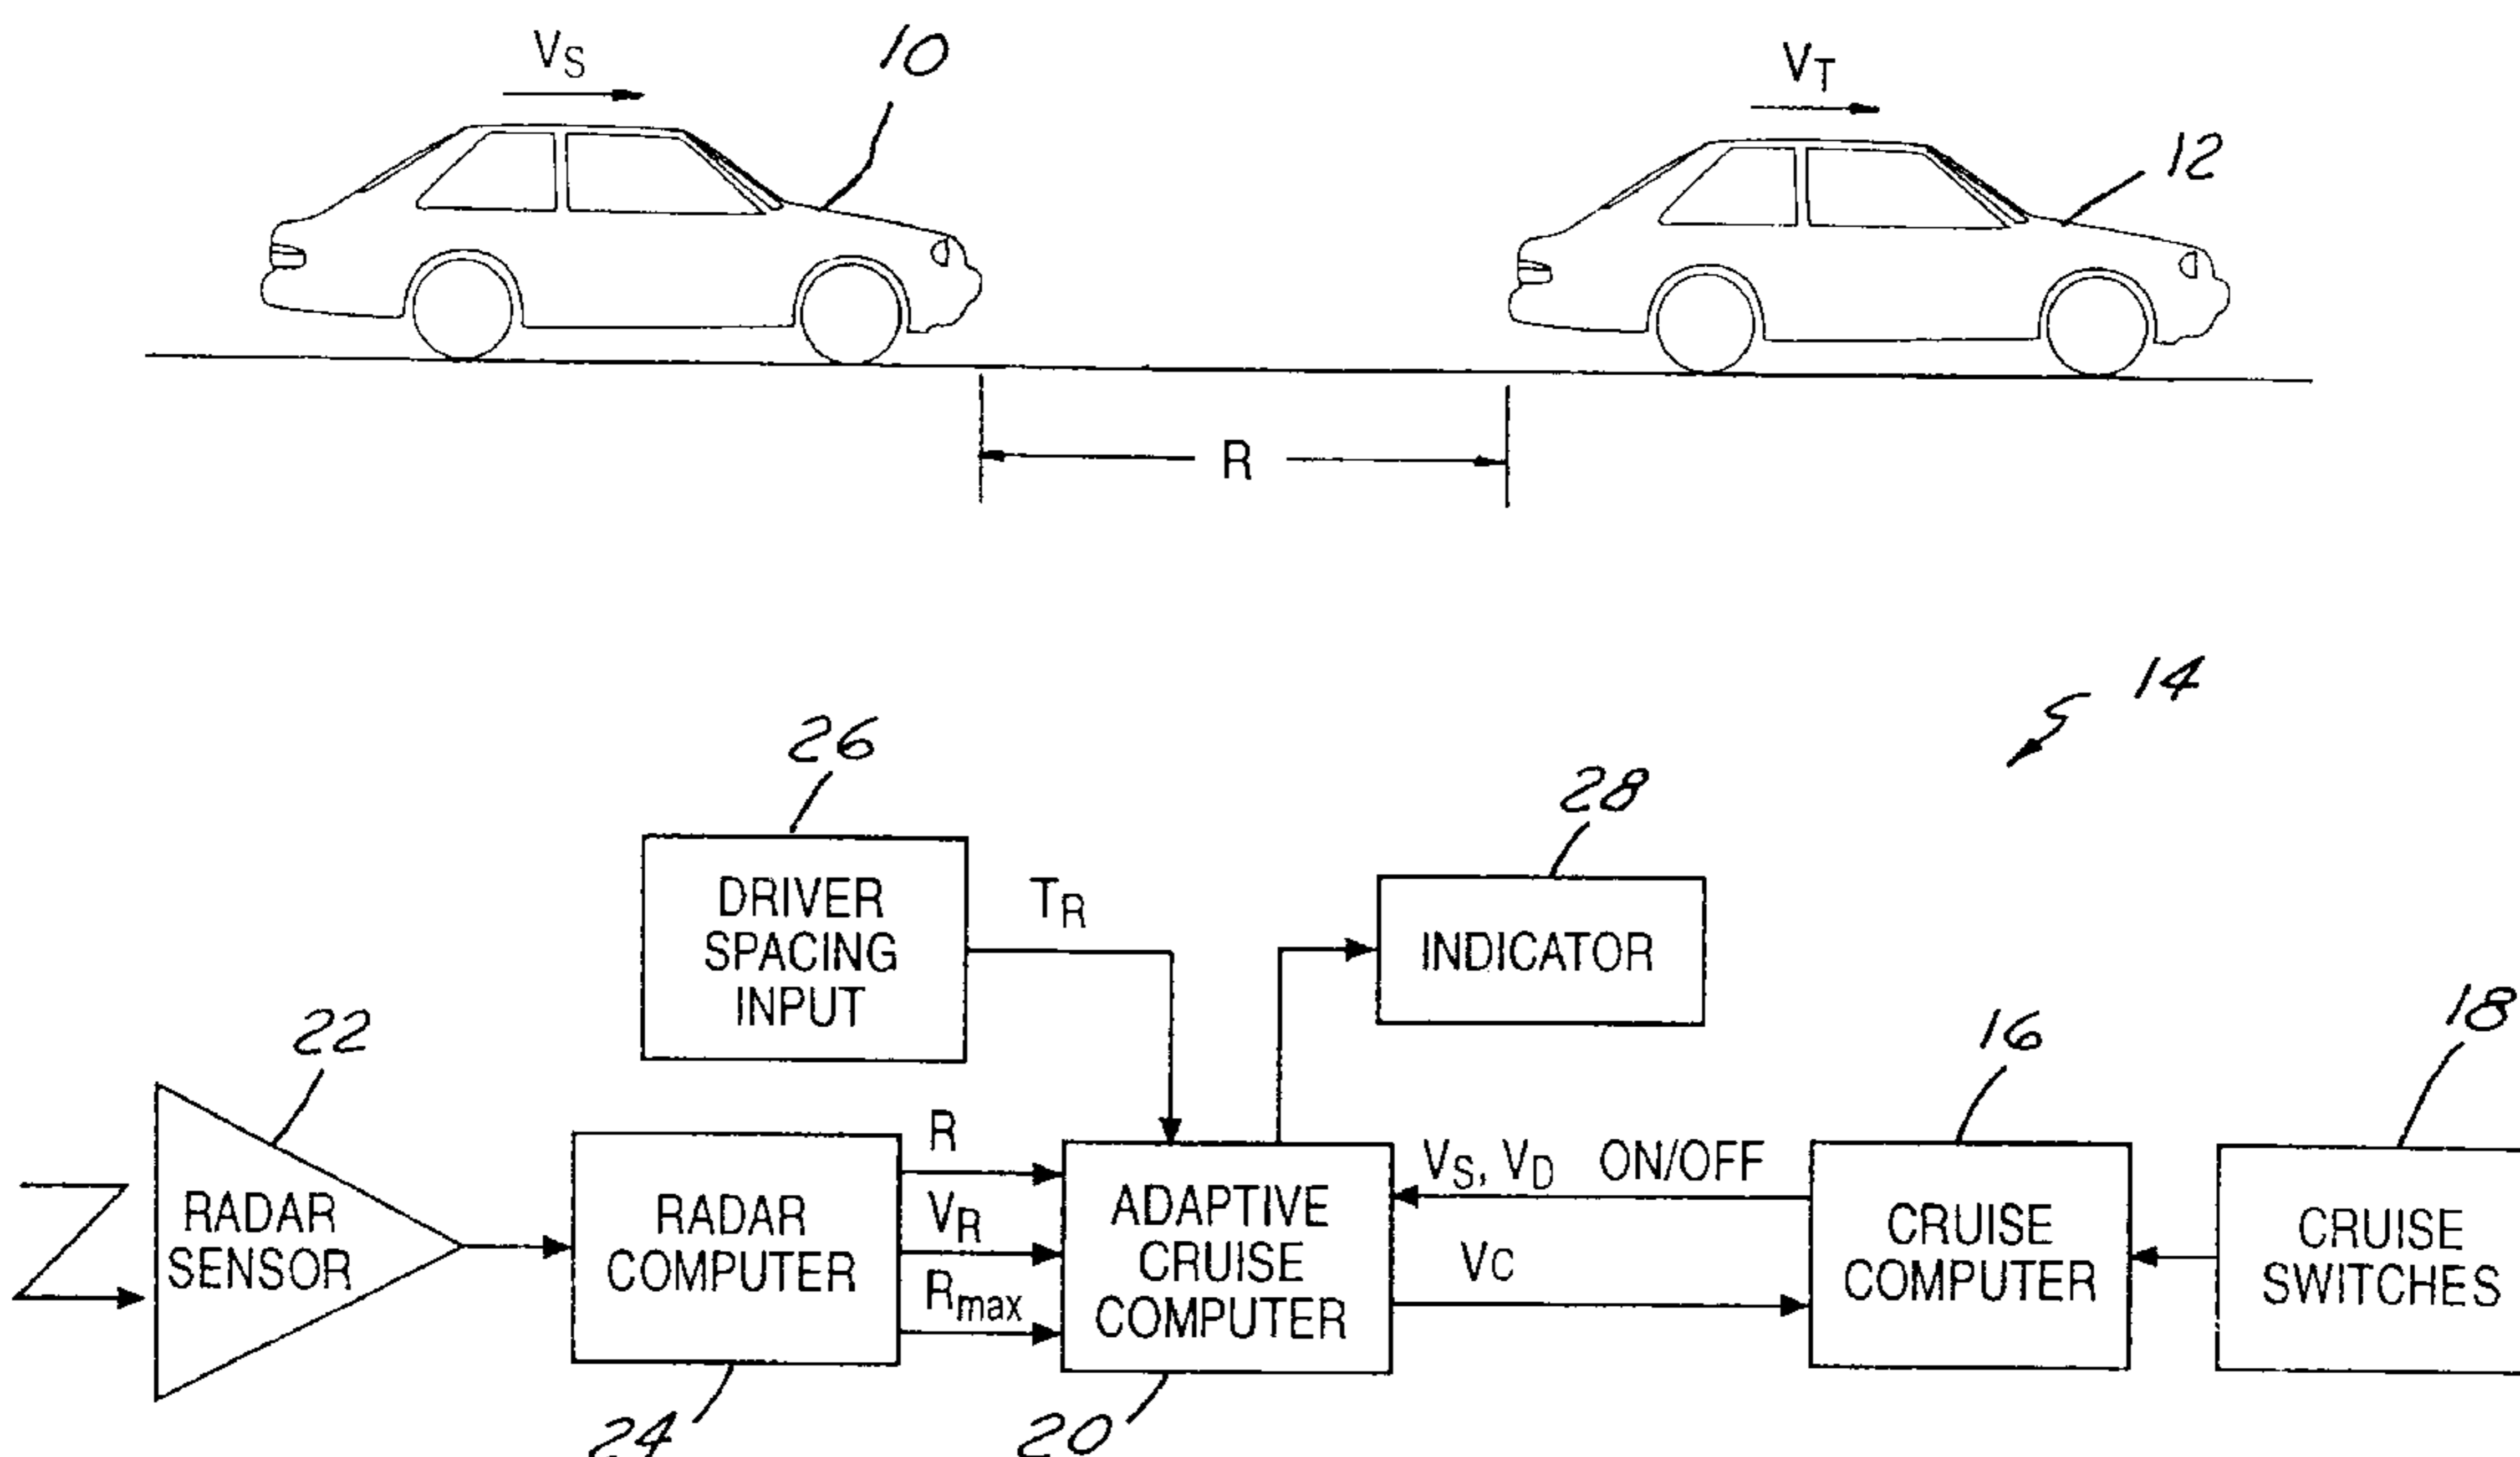 VS
10
VT
12
R
14
26
28
DRIVER
SPACING
INPUT
TR
INDICATOR
22
16
18
RADAR
SENSOR
RADAR
COMPUTER
R
VR
Rmax
ADAPTIVE
CRUISE
COMPUTER
VS, VD ON/OFF
VC
CRUISE
COMPUTER
CRUISE
SWITCHES
24
20